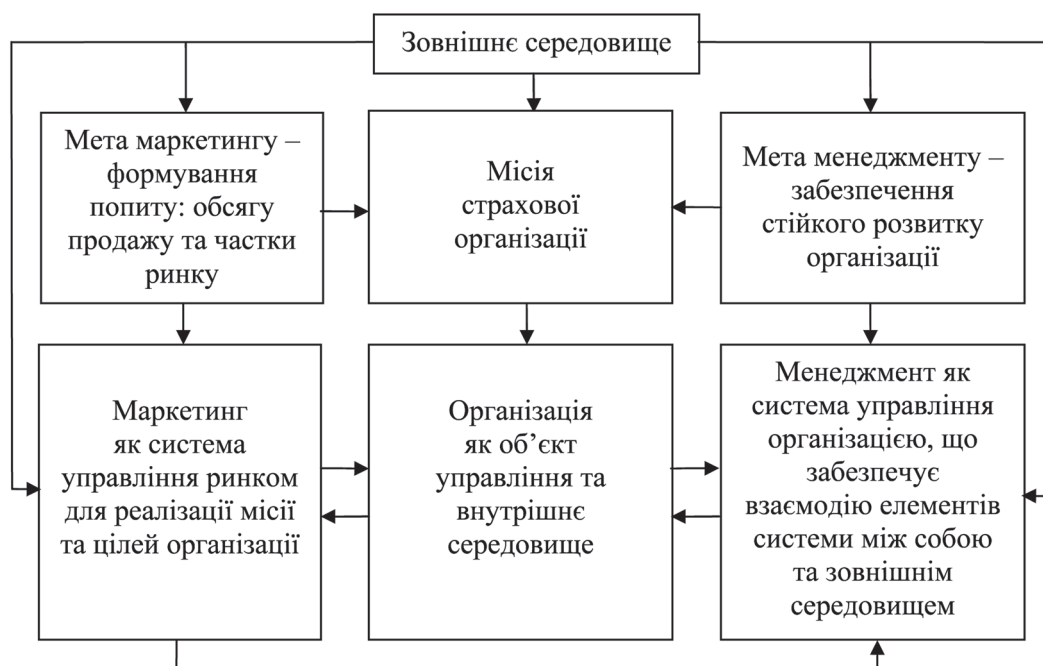 Зовнішнє середовище
Мета маркетингу –
формування
попиту: обсягу
продажу та частки
ринку
Місія
страхової
організації
Мета менеджменту –
забезпечення
стійкого розвитку
організації
Маркетинг
як система
управління ринком
для реалізації місії
та цілей організації
Організація
як об’єкт
управління та
внутрішнє
середовище
Менеджмент як
система управління
організацією, що
забезпечує
взаємодію елементів
системи між собою
та зовнішнім
середовищем